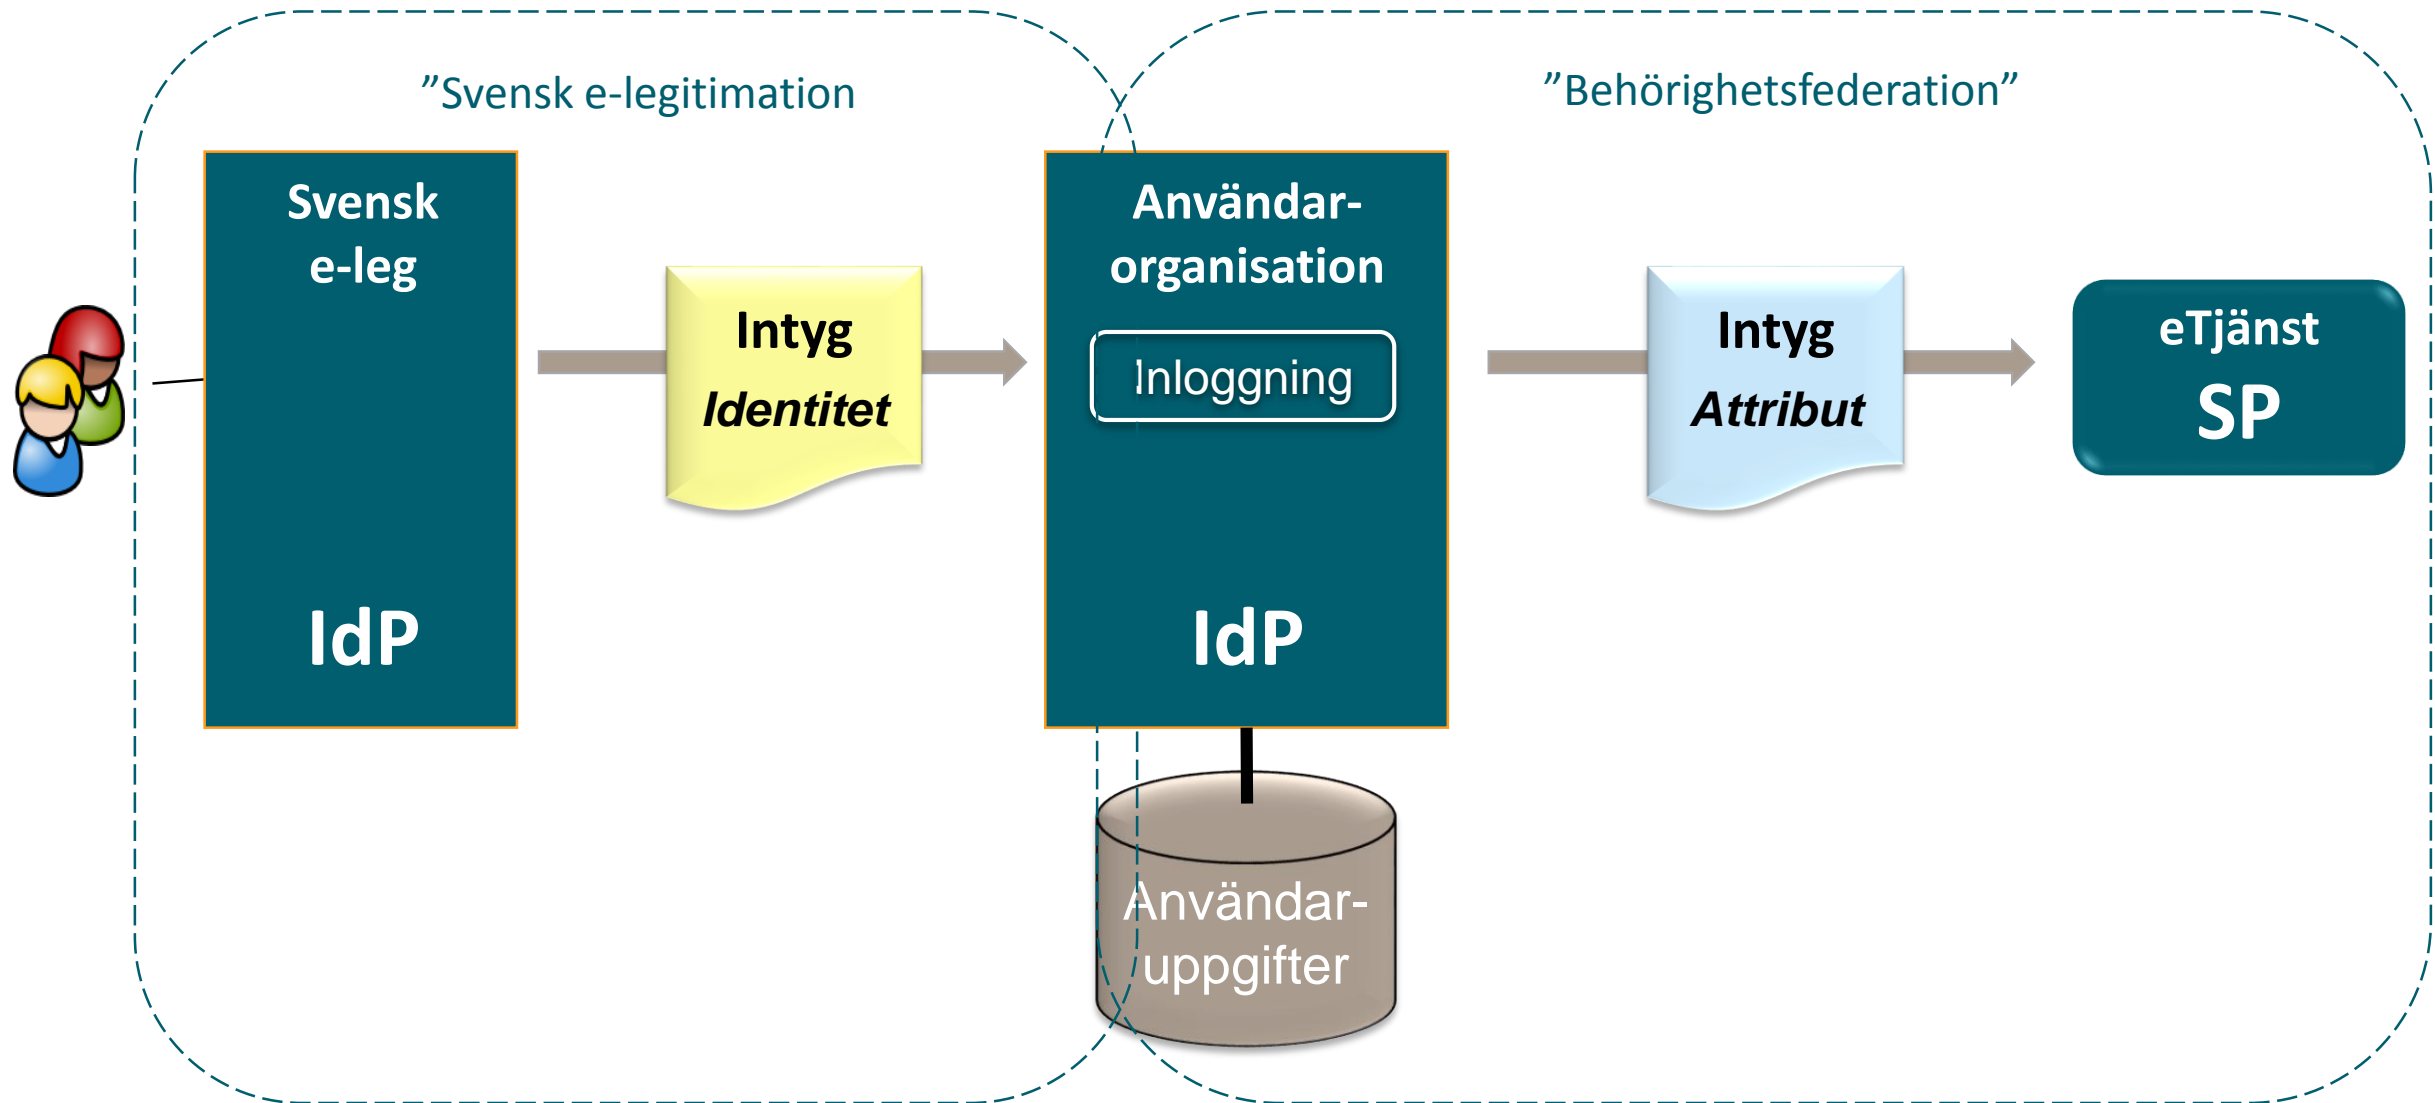 ”Svensk e-legitimation
”Behörighetsfederation”
Svensk
e-leg
IdP
Intyg
Identitet
Användar-
organisation
Inloggning
IdP
Användar-
uppgifter
Intyg
Attribut
eTjänst
SP